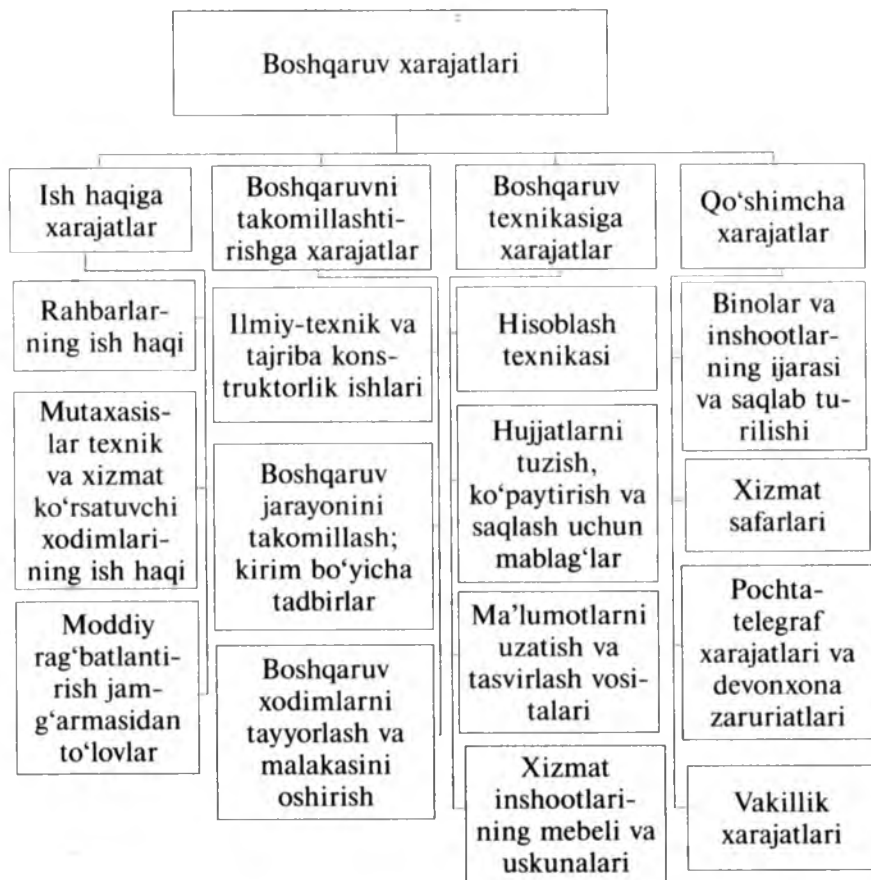 Boshqaruv xarajatlari
Ish haqiga
xarajatlar
Boshqaruvni
takomillashti-
rishga xarajatlar
Boshqaruv
texnikasiga
xarajatlar
Qo‘shimcha
xarajatlar
Rahbarlar-
ning ish haqi
Mutaxasis-
lar texnik
va xizmat
ko‘rsatuvchi
xodimlari-
ning ish haqi
Moddiy
rag‘batlanti-
rish jam-
g‘armasidan
to‘lovlar
Ilmiy-texnik va
tajriba kons-
truktorlik ishlari
Boshqaruv
jarayonini
takomillash;
kirim bo‘yicha
tadbirlar
Boshqaruv
xodimlarni
tayyorlash va
malakasini
oshirish
Hisoblash
texnikasi
Hujjatlarni
tuzish,
ko‘paytirish va
saqlash uchun
mablag‘lar
Ma’lumotlarni
uzatish va
tasvirlash vosi-
talari
Xizmat
inshootlari-
ning mebeli va
uskunalari
Binolar va
inshootlar-
ning ijarasi
va saqlab tu-
rilishi
Xizmat
safarlari
Pochta-
telegraf
xarajatlari va
devonxona
zaruriatlari
Vakillik
xarajatlari